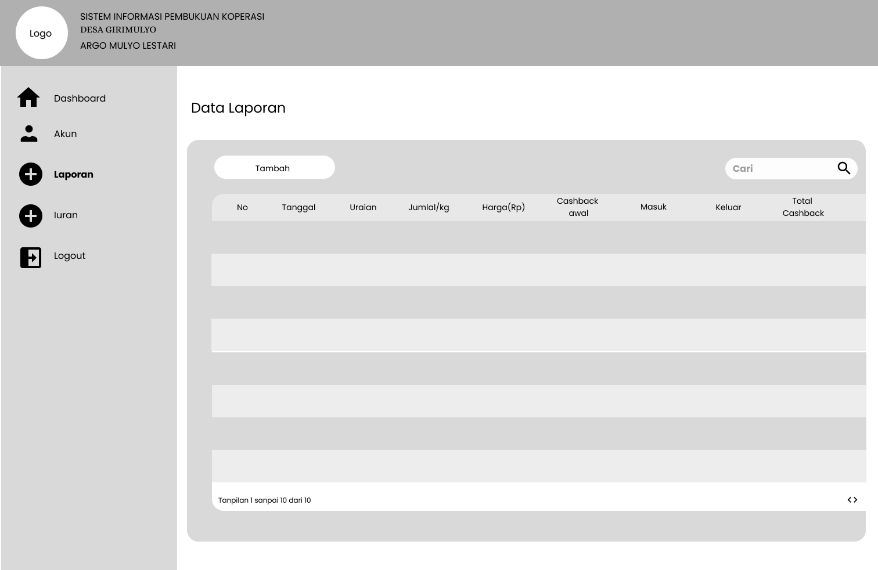 Logo
SISTEM INFORMASI PEMBUKUAN KOPERASI
DESA GIRIMULYO
ARGO MULYO LESTARI
Dashboard
Akun
Laporan
Iuran
Logout
Data Laporan
Tambah
Cari
No Tanggal Uraian Jumlal/kg Harga(Rp) Cashback awal Masuk Keluar Total Cashback
Tanpilan 1 sanpai 10 dari 10